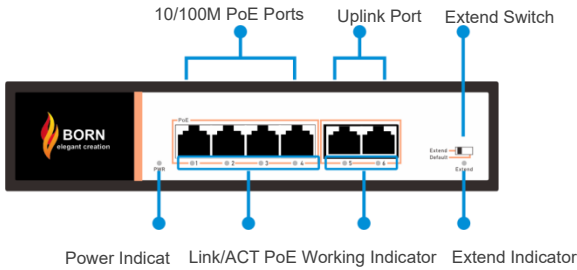 10/100M PoE Ports Uplink Port Extend Switch
PoE
BORN
elegant creation
Extend
Default
1 2 3 4 5 6
PWR Extend
Power Indicat Link/ACT PoE Working Indicator Extend Indicator